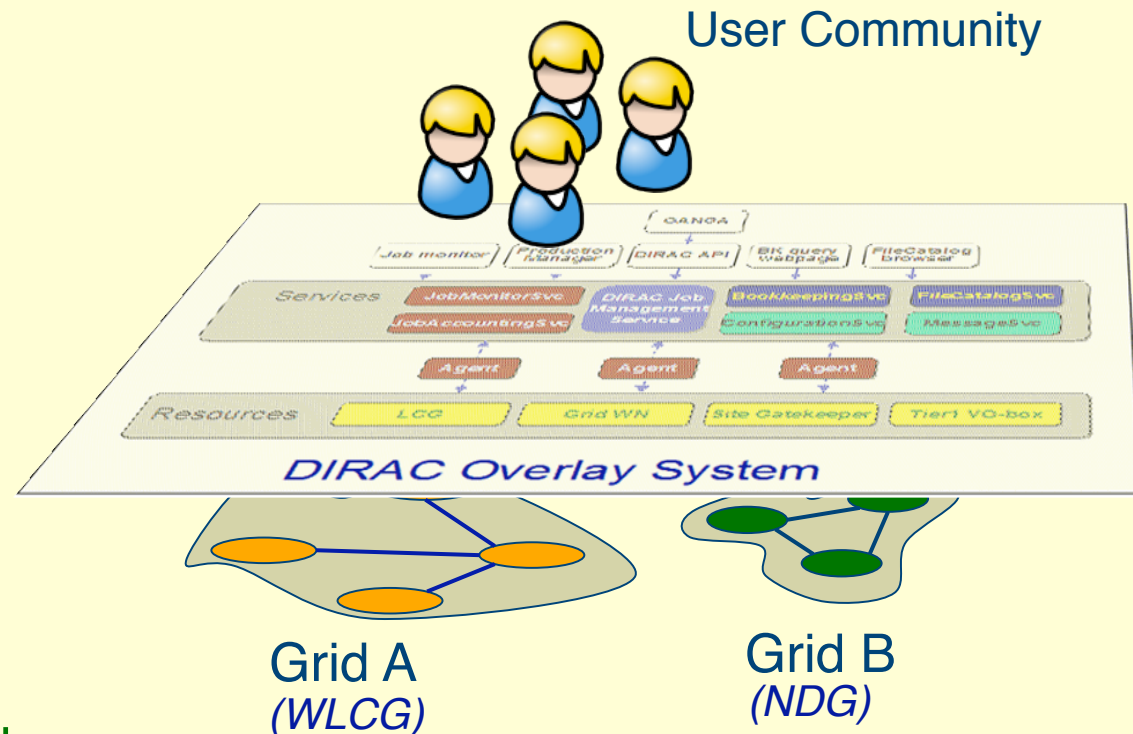 User Community
GANGA
Job monitor
Production
Manager
DIRAC API
BK query
webpage
FileCatalog
browser
Services
JobMonitorSvc
DIRAC Job
Management
Service
BookkeepingSvc
FileCatalogSvc
JobAccountingSvc
ConfigurationSvc
MessageSvc
Agent
Agent
Agent
Resources
LCG
Grid WN
Site Gatekeeper
Tier1 VO-box
DIRAC Overlay System
Grid A
(WLCG)
Grid B
(NDG)